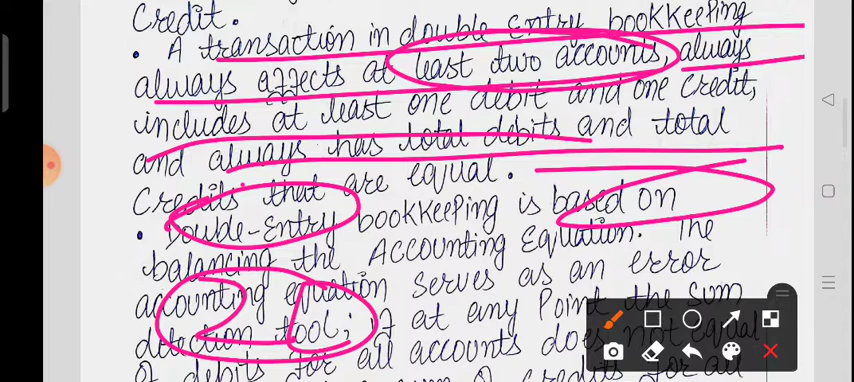 Credit.
• A transaction in double Entry bookkeeping
always affects at least two accounts, always
includes at least one debit and one credit,
and always has total debits and total
Credits that are equal.
• Double-Entry bookkeeping is based on
balancing the Accounting Equation. The
accounting equation serves as an error
detection tool; if at any Point the sum
of debits for all accounts does not equal
credits for all